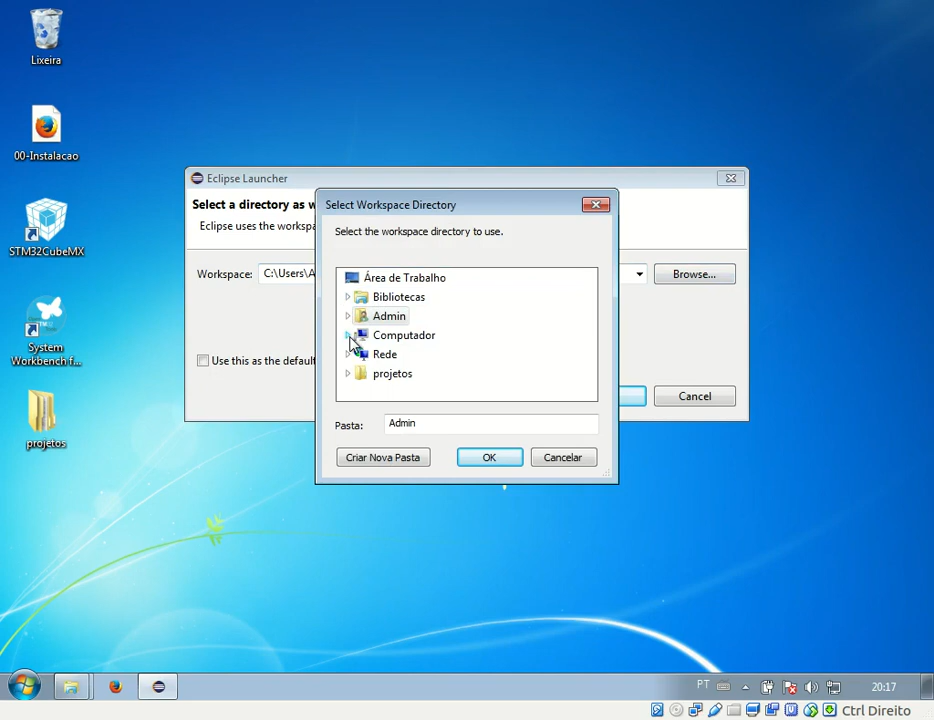 Lixeira
00-Instalacao
STM32CubeMX
System
Workbench f...
projetos
Eclipse Launcher
Select a directory as w
Eclipse uses the workspa
Workspace:
C:\Users\A
Browse...
Use this as the default
Cancel
Select Workspace Directory
Select the workspace directory to use.
Área de Trabalho
Bibliotecas
Admin
Computador
Rede
projetos
Pasta:
Admin
Criar Nova Pasta
OK
Cancelar
PT
20:17
Ctrl Direito